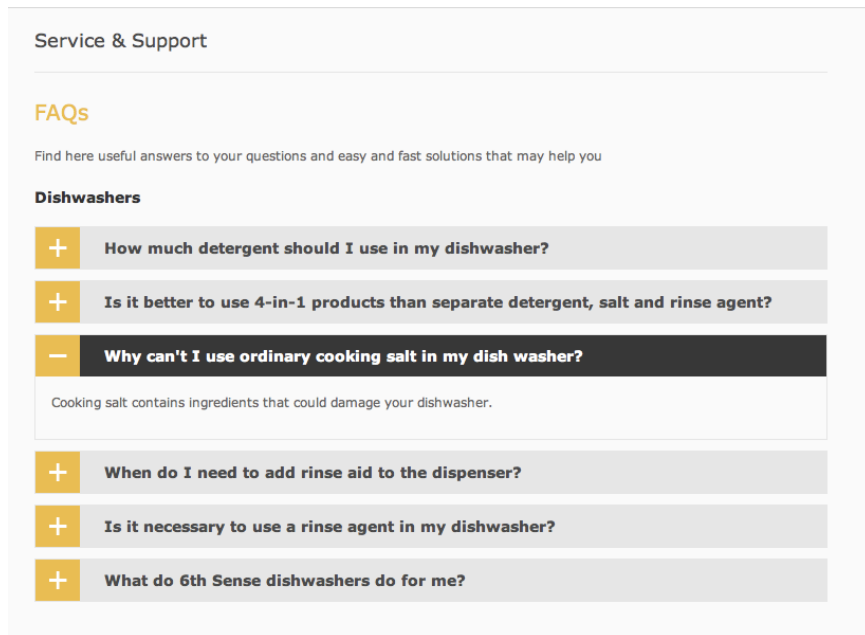 Service & Support
FAQs
Find here useful answers to your questions and easy and fast solutions that may help you
Dishwashers
How much detergent should I use in my dishwasher?
Is it better to use 4-in-1 products than separate detergent, salt and rinse agent?
Why can't I use ordinary cooking salt in my dish washer?
Cooking salt contains ingredients that could damage your dishwasher.
When do I need to add rinse aid to the dispenser?
Is it necessary to use a rinse agent in my dishwasher?
What do 6th Sense dishwashers do for me?